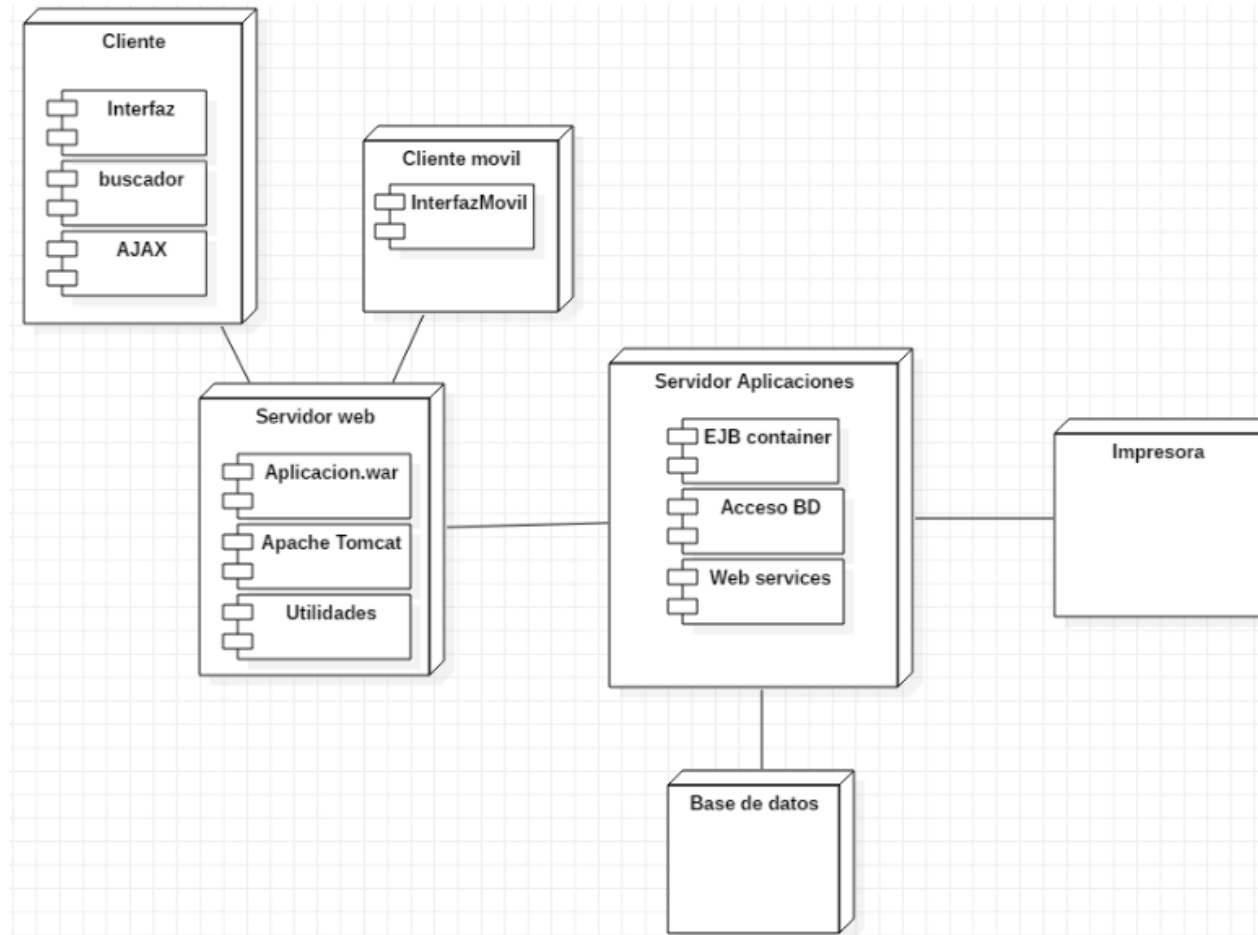 Cliente
Interfaz
buscador
AJAX
Cliente movil
InterfazMovil
Servidor web
Aplicacion.war
Apache Tomcat
Utilidades
Servidor Aplicaciones
EJB container
Acceso BD
Web services
Impresora
Base de datos